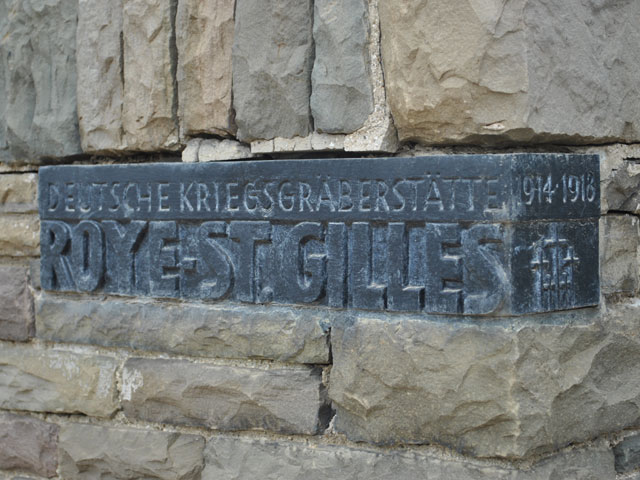 DEUTSCHE KRIEGSGRÄBERSTÄTTE 1914-1918
ROYE-ST. GILLES